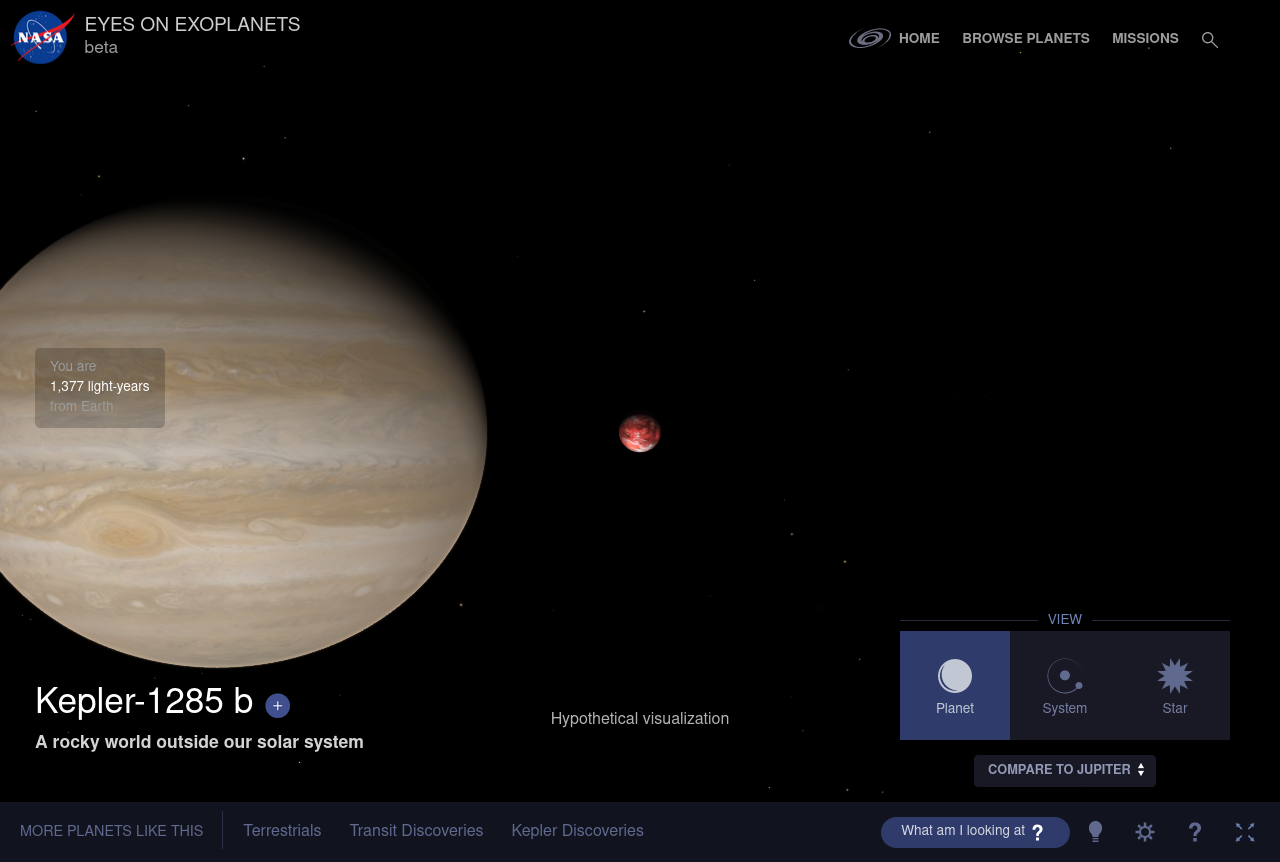 NASA
EYES ON EXOPLANETS
beta
HOME
BROWSE PLANETS
MISSIONS
You are
1,377 light-years
from Earth
Kepler-1285 b +
A rocky world outside our solar system
Hypothetical visualization
VIEW
Planet
System
Star
COMPARE TO JUPITER
MORE PLANETS LIKE THIS
Terrestrials
Transit Discoveries
Kepler Discoveries
What am I looking at ?
?